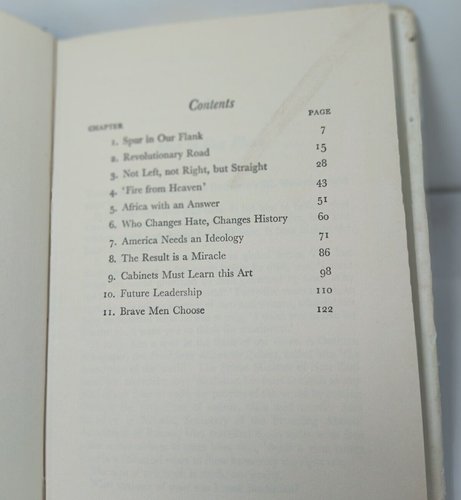 Contents
CHAPTER PAGE
1. Spur in Our Flank 7
2. Revolutionary Road 15
3. Not Left, not Right, but Straight 28
4. 'Fire from Heaven' 43
5. Africa with an Answer 51
6. Who Changes Hate, Changes History 60
7. America Needs an Ideology 71
8. The Result is a Miracle 86
9. Cabinets Must Learn this Art 98
10. Future Leadership 110
11. Brave Men Choose 122